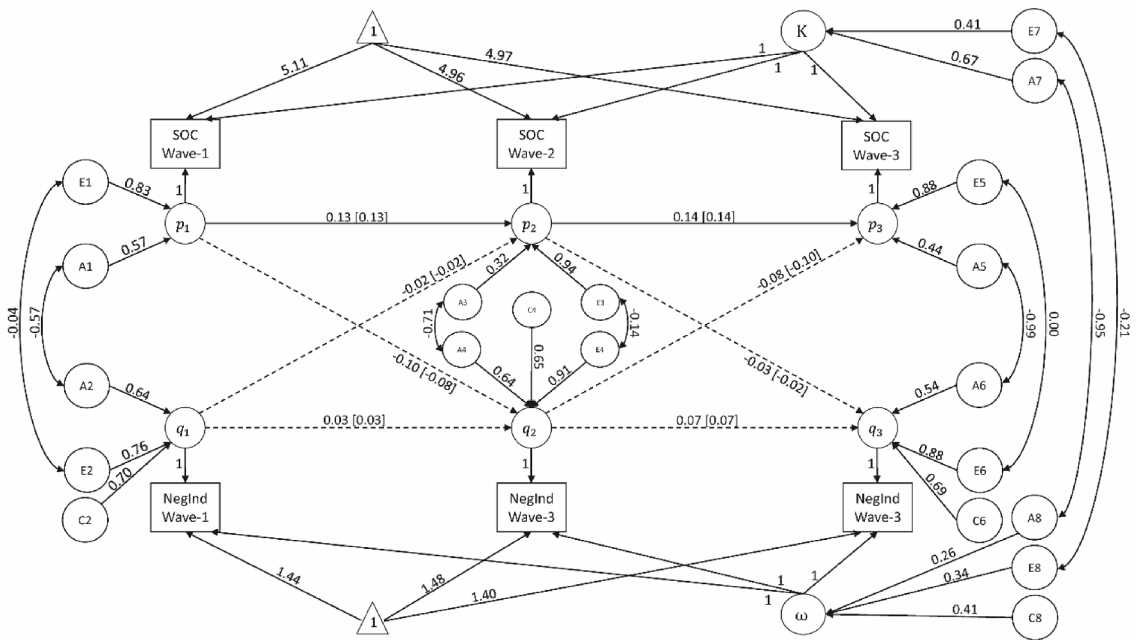 1
K
0.41
E7
5.11
4.96
4.97
1
1
1
0.67
A7
SOC
Wave-1
SOC
Wave-2
SOC
Wave-3
E1
0.83
1
1
1
0.88
E5
p1
0.13 [0.13]
p2
0.14 [0.14]
p3
A1
0.57
0.44
A5
-0.02 [-0.02]
-0.08 [-0.10]
0.32
0.94
A3
C4
E3
-0.04
-0.57
-0.71
-0.14
-0.99
0.00
-0.95
-0.21
A4
0.65
E4
0.64
0.91
-0.10 [-0.08]
-0.03 [-0.02]
A2
0.64
0.54
A6
q1
0.03 [0.03]
q2
0.07 [0.07]
q3
E2
0.76
0.70
1
1
1
0.88
0.69
E6
C2
NegInd
Wave-1
NegInd
Wave-3
NegInd
Wave-3
C6
A8
0.26
1.44
1.48
1.40
1
1
1
0.34
E8
1
ω
0.41
C8